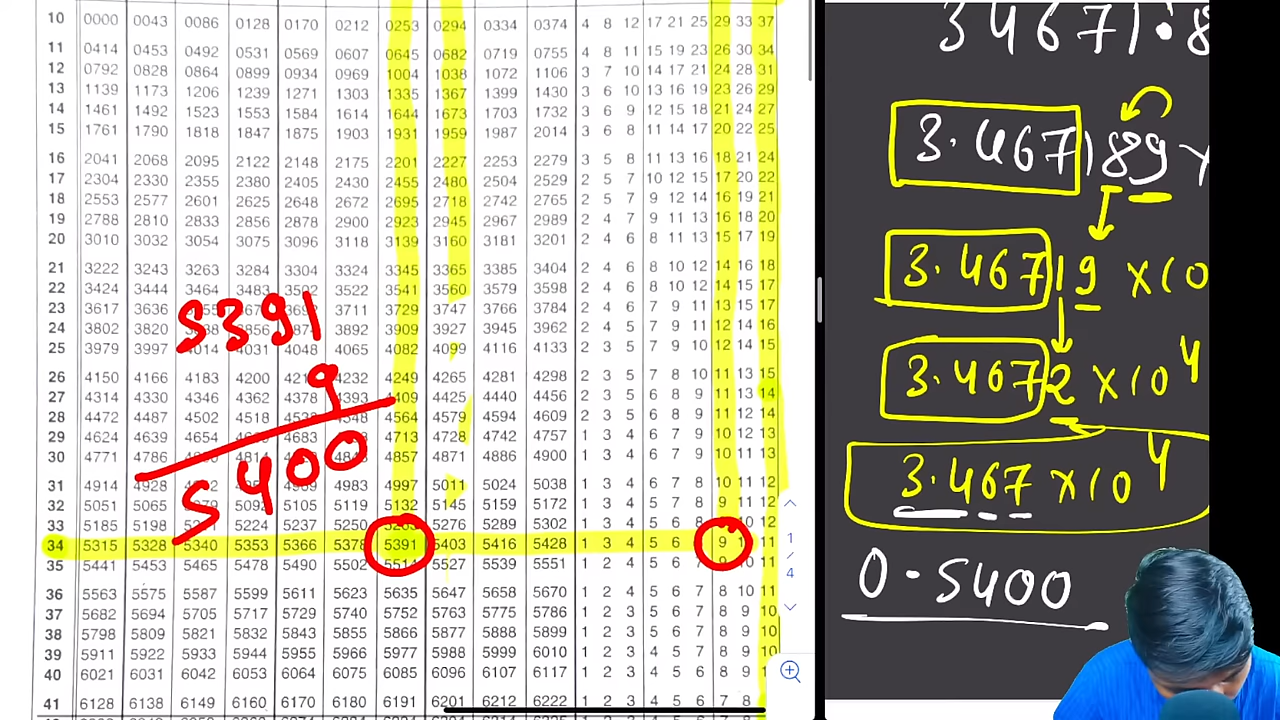 10 0000 0043 0086 0128 0170 0212 0253 0294 0334 0374 4 8 12 17 21 25 29 33 37
11 0414 0453 0492 0531 0569 0607 0645 0682 0719 0755 4 8 11 15 19 23 26 30 34
12 0792 0828 0864 0899 0934 0969 1004 1038 1072 1106 3 7 10 14 17 21 24 28 31
13 1139 1173 1206 1239 1271 1303 1335 1367 1399 1430 3 6 10 13 16 19 23 26 29
14 1461 1492 1523 1553 1584 1614 1644 1673 1703 1732 3 6 9 12 15 18 21 24 27
15 1761 1790 1818 1847 1875 1903 1931 1959 1987 2014 3 6 8 11 14 17 20 22 25
16 2041 2068 2095 2122 2148 2175 2201 2227 2253 2279 3 5 8 11 13 16 18 21 24
17 2304 2330 2355 2380 2405 2430 2455 2480 2504 2529 2 5 7 10 12 15 17 20 22
18 2553 2577 2601 2625 2648 2672 2695 2718 2742 2765 2 5 7 9 12 14 16 19 21
19 2788 2810 2833 2856 2878 2900 2923 2945 2967 2989 2 4 7 9 11 13 16 18 20
20 3010 3032 3054 3075 3096 3118 3139 3160 3181 3201 2 4 6 8 11 13 15 17 19
21 3222 3243 3263 3284 3304 3324 3345 3365 3385 3404 2 4 6 8 10 12 14 16 18
22 3424 3444 3464 3483 3502 3522 3541 3560 3579 3598 2 4 6 8 10 12 14 15 17
23 3617 3636 3711 3729 3747 3766 3784 2 4 6 7 9 11 13 15 17
24 3802 3820 3892 3909 3927 3945 3962 2 4 5 7 9 11 12 14 16
25 3979 3997 4014 4031 4048 4065 4082 4099 4116 4133 2 3 5 7 9 10 12 14 15
26 4150 4166 4183 4200 4232 4249 4265 4281 4298 2 3 5 7 8 10 11 13 15
27 4314 4330 4346 4362 4378 4393 4409 4425 4440 4456 2 3 5 6 8 9 11 13 14
28 4472 4487 4502 4518 4564 4579 4594 4609 2 3 5 6 8 9 11 12 14
29 4624 4639 4654 4683 4713 4728 4742 4757 1 3 4 6 7 9 10 12 13
30 4771 4786 4857 4871 4886 4900 1 3 4 6 7 9 10 11 13
31 4914 4928 4983 4997 5011 5024 5038 1 3 4 6 7 8 10 11 12
32 5051 5065 5092 5105 5119 5132 5145 5159 5172 1 3 4 5 7 8 9 11 12
33 5185 5198 5224 5237 5250 5276 5289 5302 1 3 4 5 6 8 10 12
34 5315 5328 5340 5353 5366 5378 5391 5403 5416 5428 1 3 4 5 6 9 11
35 5441 5453 5465 5478 5490 5502 5514 5527 5539 5551 1 2 4 5 6 7 9 10 11
36 5563 5575 5587 5599 5611 5623 5635 5647 5658 5670 1 2 4 5 6 7 8 10 11
37 5682 5694 5705 5717 5729 5740 5752 5763 5775 5786 1 2 3 5 6 7 8 9 10
38 5798 5809 5821 5832 5843 5855 5866 5877 5888 5899 1 2 3 5 6 7 8 9 10
39 5911 5922 5933 5944 5955 5966 5977 5988 5999 6010 1 2 3 4 5 7 8 9 10
40 6021 6031 6042 6053 6064 6075 6085 6096 6107 6117 1 2 3 4 5 6 8 9
41 6128 6138 6149 6160 6170 6180 6191 6201 6212 6222 1 2 3 4 5 6 7 8
5391
9
5400
1
4
34671.8
3.467189 x
3.46719 x10
3.4672 x10 4
3.467 x10 4
0.5400